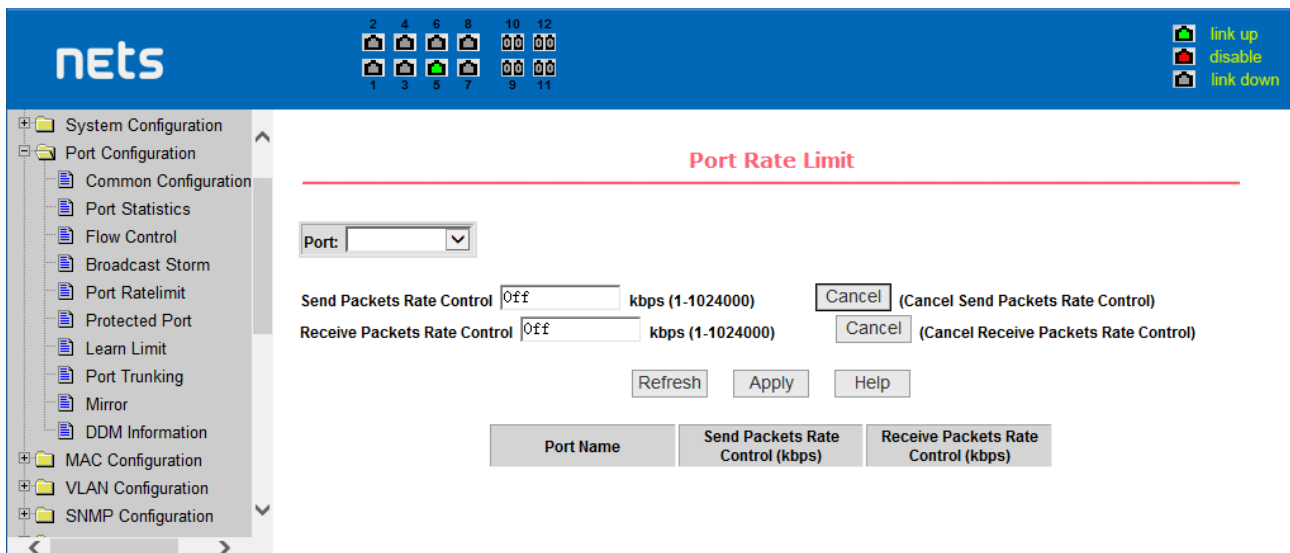 nets
2 4 6 8 10 12
1 3 5 7 9 11
link up
disable
link down
System Configuration
Port Configuration
Common Configuration
Port Statistics
Flow Control
Broadcast Storm
Port Ratelimit
Protected Port
Learn Limit
Port Trunking
Mirror
DDM Information
MAC Configuration
VLAN Configuration
SNMP Configuration
Port Rate Limit
Port:
Send Packets Rate Control Off kbps (1-1024000) Cancel (Cancel Send Packets Rate Control)
Receive Packets Rate Control Off kbps (1-1024000) Cancel (Cancel Receive Packets Rate Control)
Refresh Apply Help
Port Name
Send Packets Rate
Control (kbps)
Receive Packets Rate
Control (kbps)